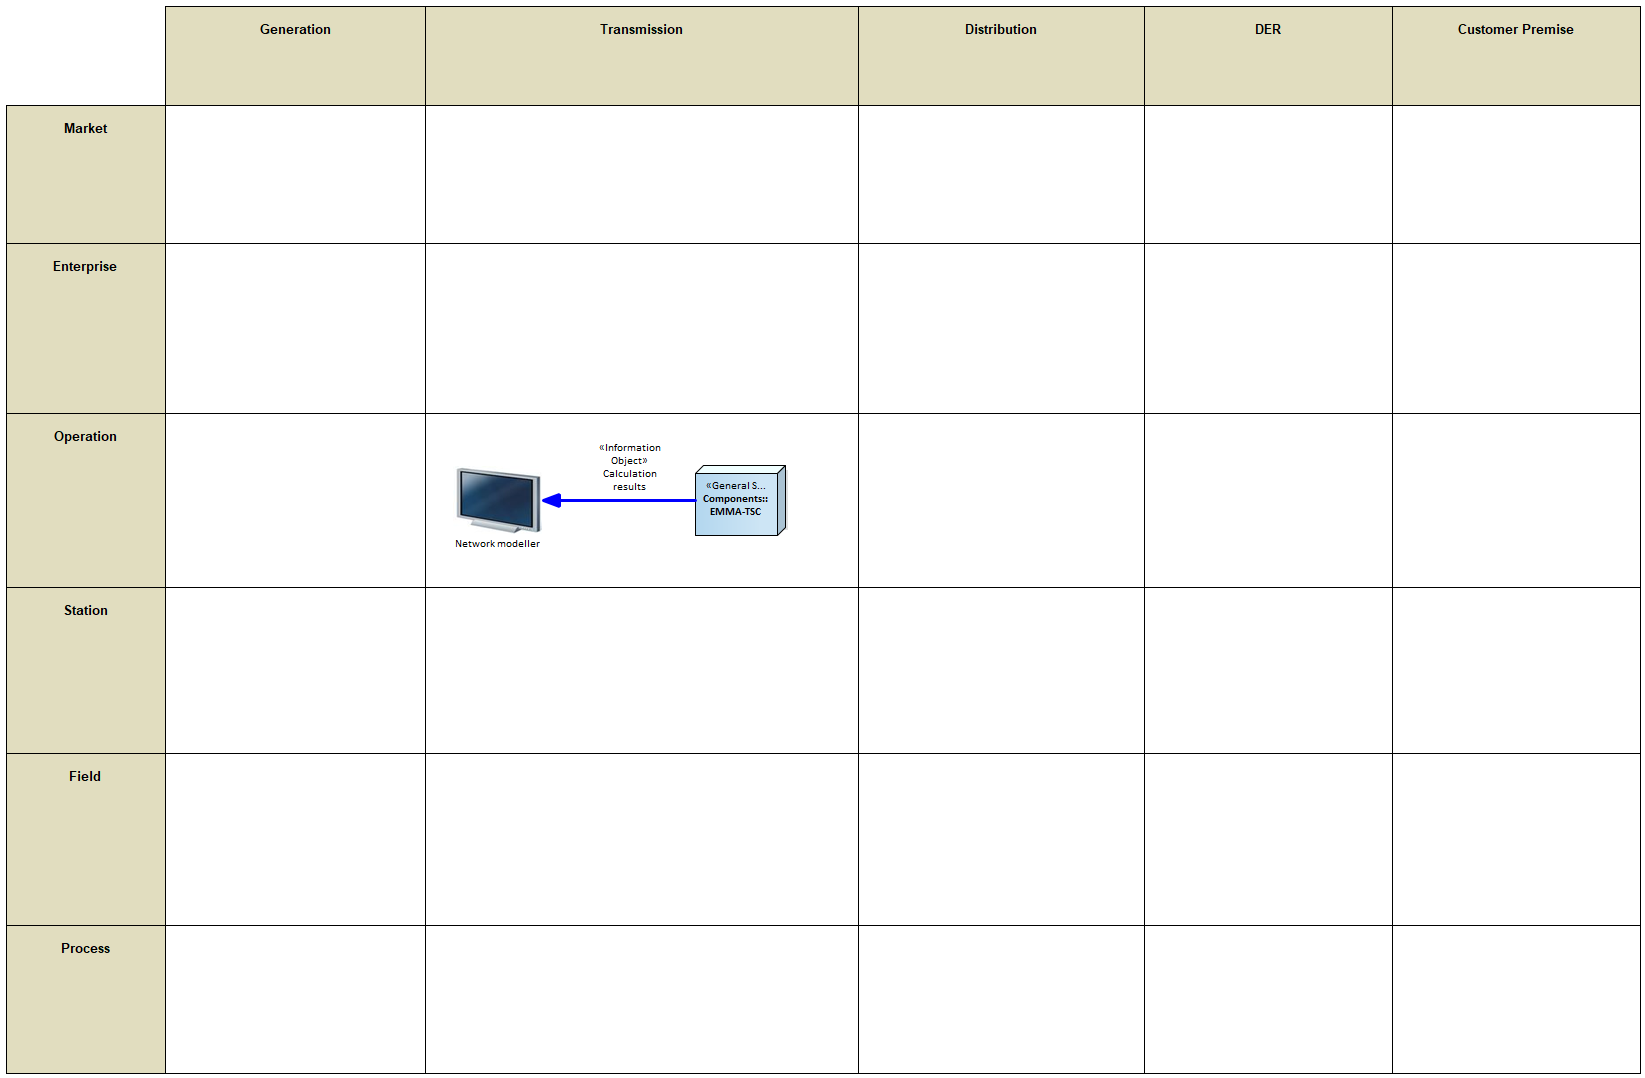 Generation
Transmission
Distribution
DER
Customer Premise
Market
Enterprise
Operation
«Information
Object»
Calculation
results
«General S...
Components::
EMMA-TSC
Network modeller
Station
Field
Process